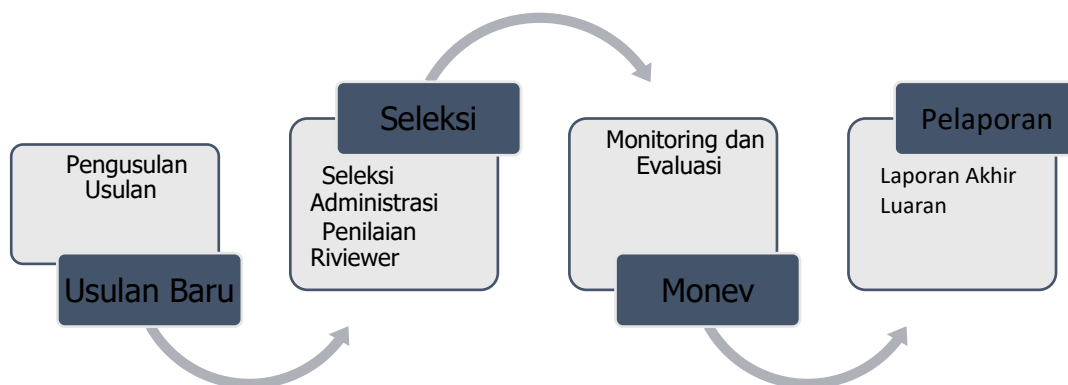 Pengusulan
Usulan
Usulan Baru
Seleksi
Seleksi
Administrasi
Penilaian
Riviewer
Monitoring dan
Evaluasi
Monev
Pelaporan
Laporan Akhir
Luaran